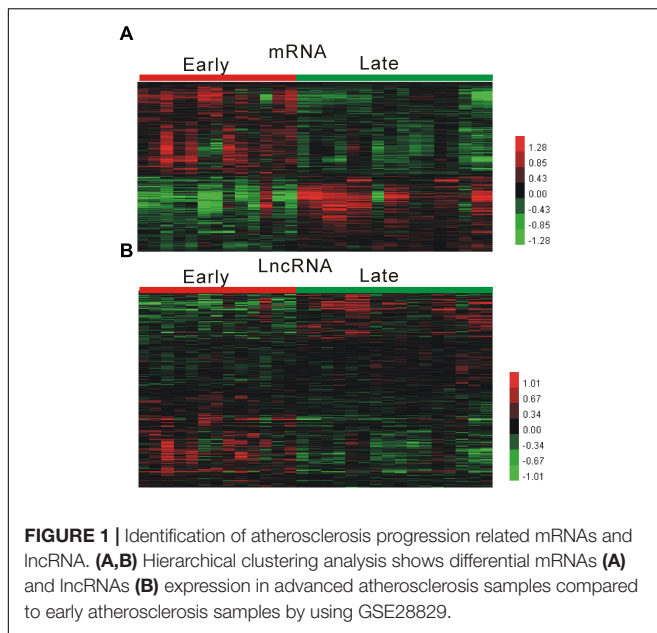 A
mRNA
Early Late
1.28
0.85
0.43
0.00
-0.43
-0.85
-1.28
B
LncRNA
Early Late
1.01
0.67
0.34
0.00
-0.34
-0.67
-1.01
FIGURE 1 | Identification of atherosclerosis progression related mRNAs and
lncRNA. (A,B) Hierarchical clustering analysis shows differential mRNAs (A)
and lncRNAs (B) expression in advanced atherosclerosis samples compared
to early atherosclerosis samples by using GSE28829.